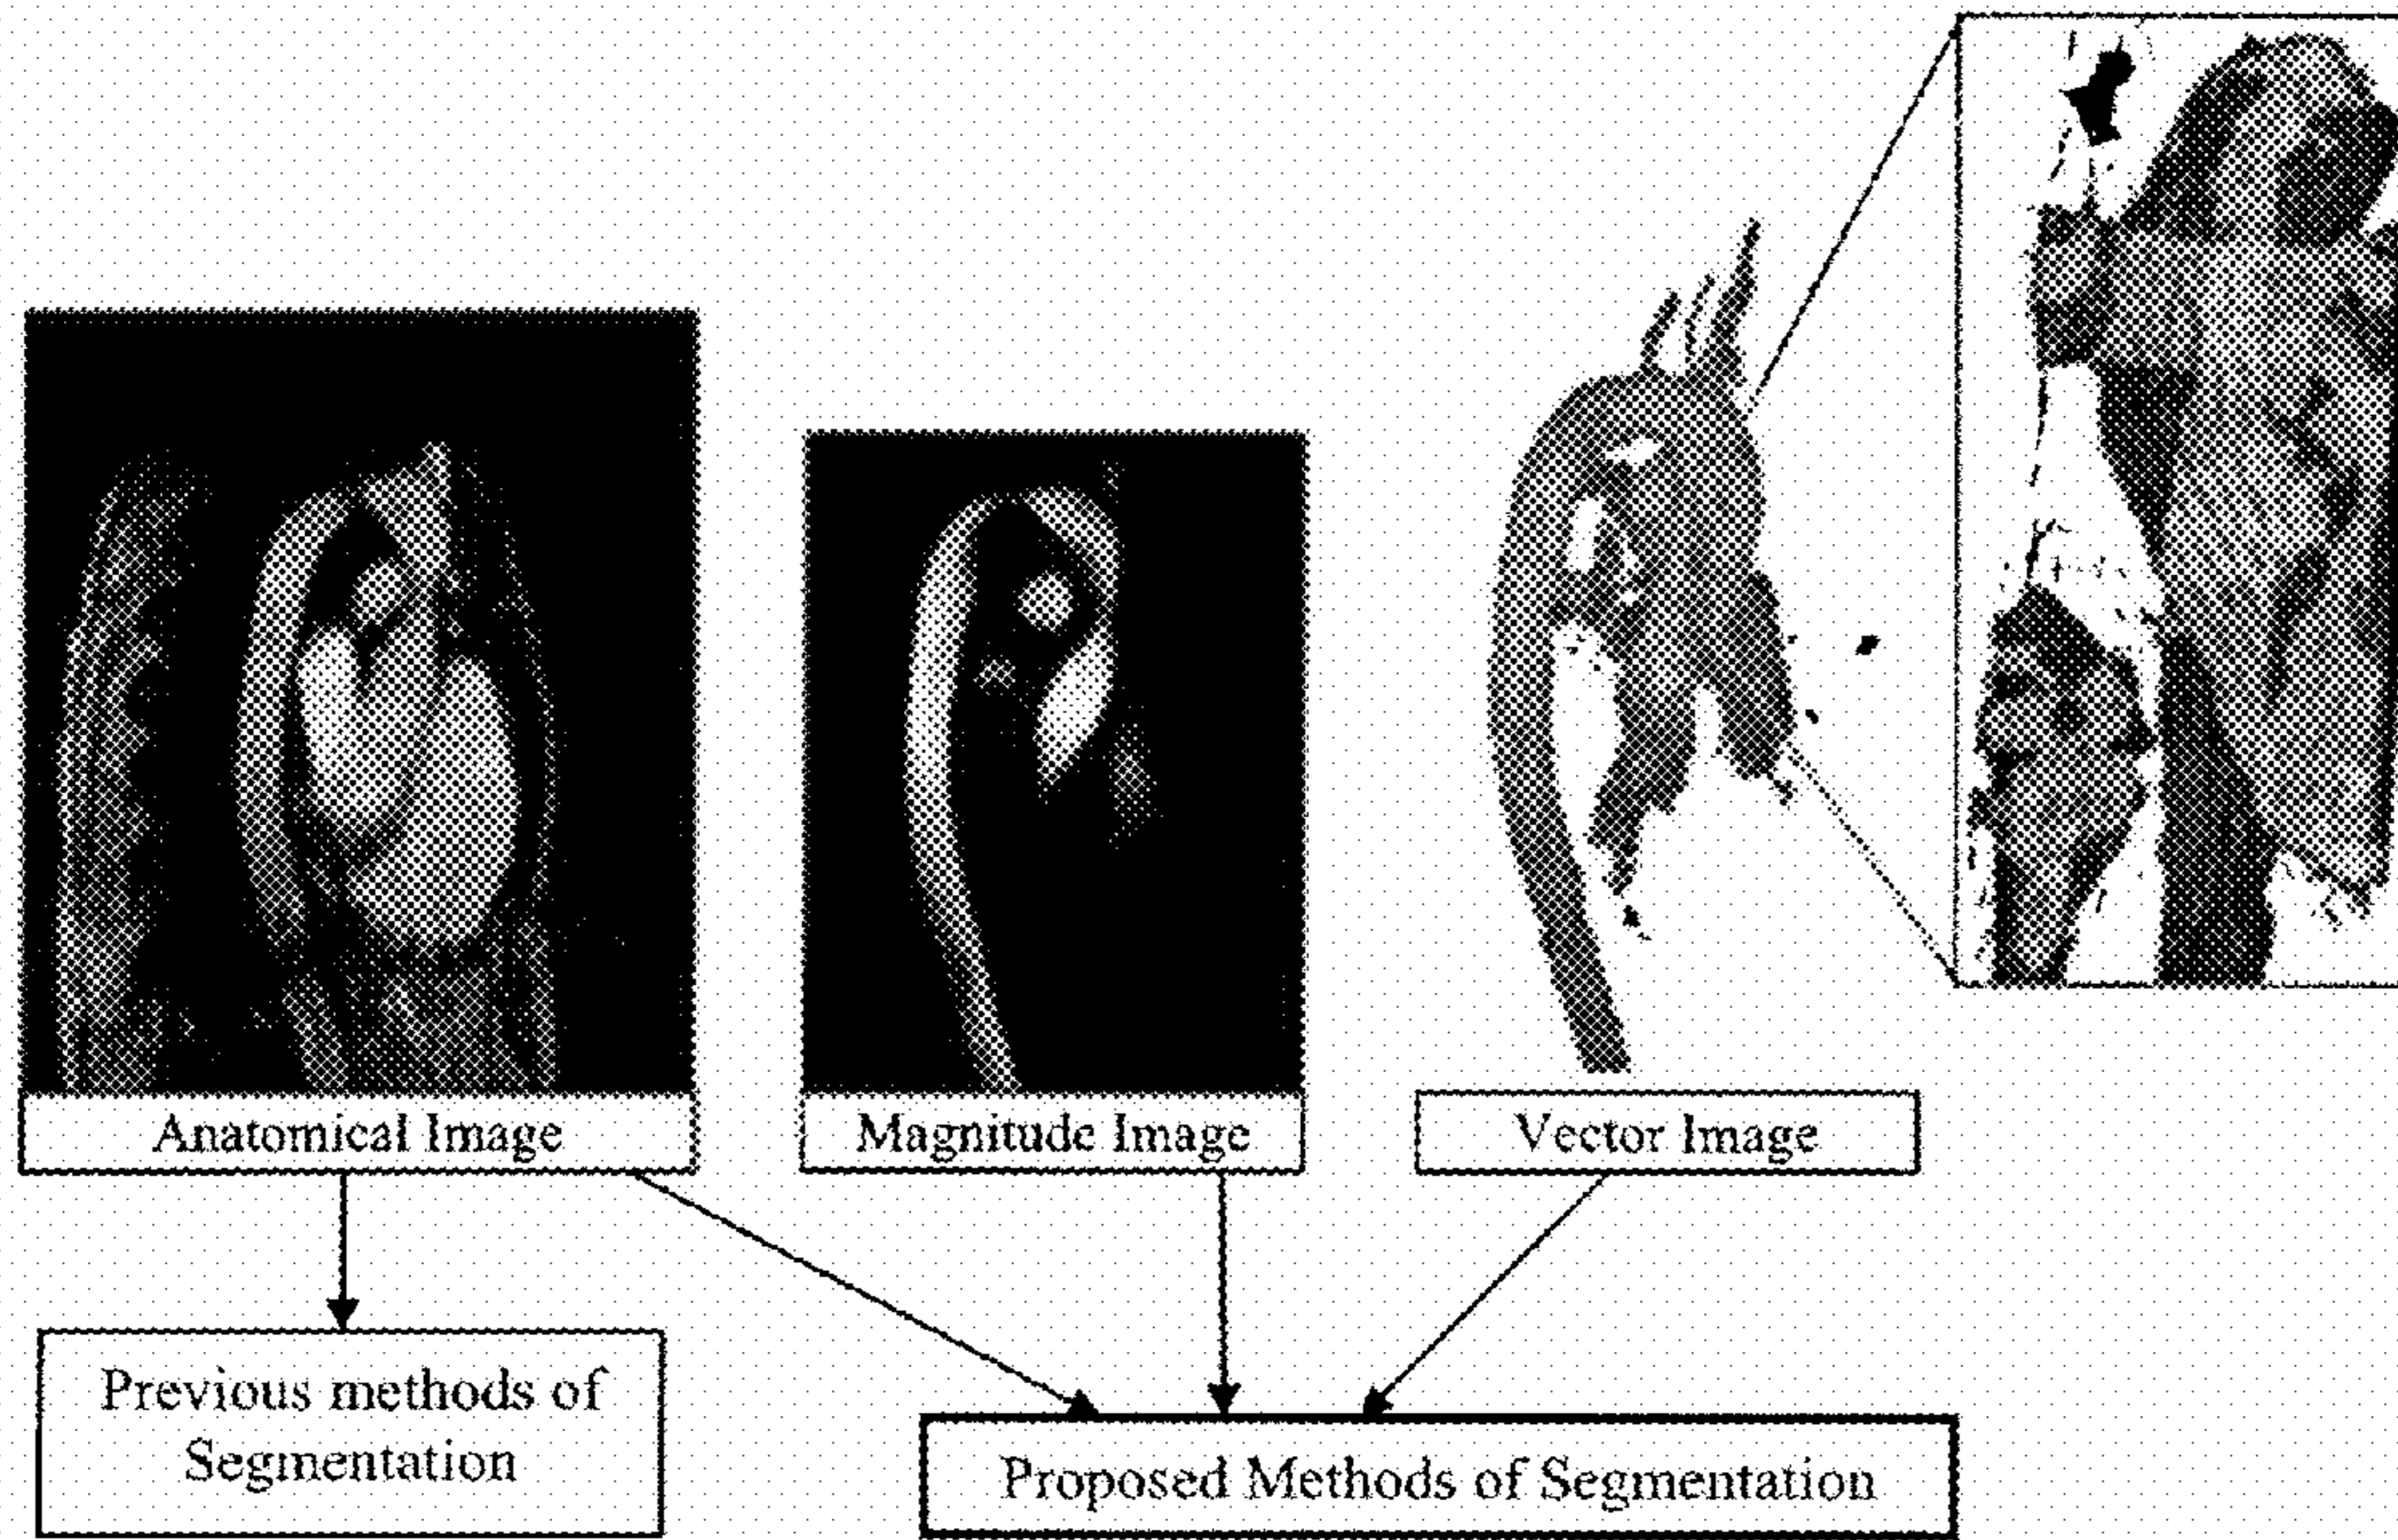 Anatomical Image
Magnitude Image
Vector Image
Previous methods of
Segmentation
Proposed Methods of Segmentation